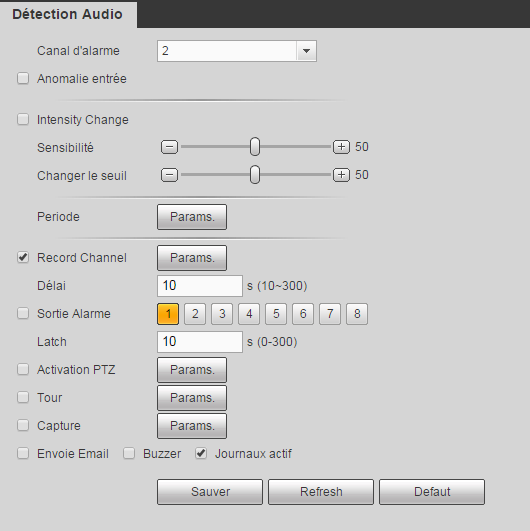 Détection Audio
Canal d'alarme 2
Anomalie entrée
Intensity Change
Sensibilité 50
Changer le seuil 50
Periode Params.
Record Channel Params.
Délai 10 s (10~300)
Sortie Alarme 1 2 3 4 5 6 7 8
Latch 10 s (0-300)
Activation PTZ Params.
Tour Params.
Capture Params.
Envoie Email Buzzer Journaux actif
Sauver Refresh Defaut